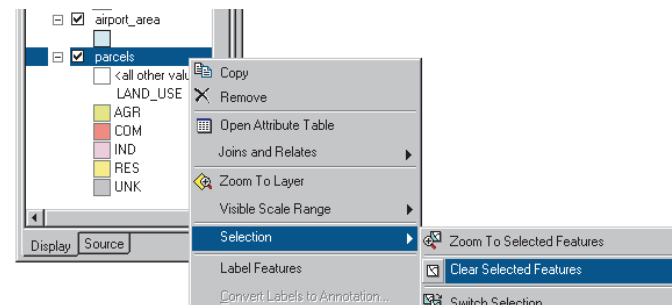 airport_area
parcels
<all other valu
LAND_USE
AGR
COM
IND
RES
UNK
Display Source
Copy
Remove
Open Attribute Table
Joins and Relates
Zoom To Layer
Visible Scale Range
Selection
Label Features
Convert Labels to Annotation...
Zoom To Selected Features
Clear Selected Features
Switch Selection